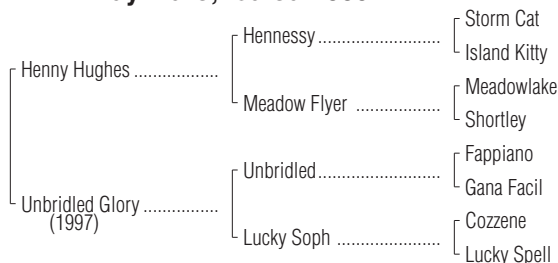 Storm Cat
Hennessy
Island Kitty
Henny Hughes
Meadowlake
Meadow Flyer
Shortley
Fappiano
Unbridled
Gana Facil
Unbridled Glory
(1997)
Cozzene
Lucky Soph
Lucky Spell